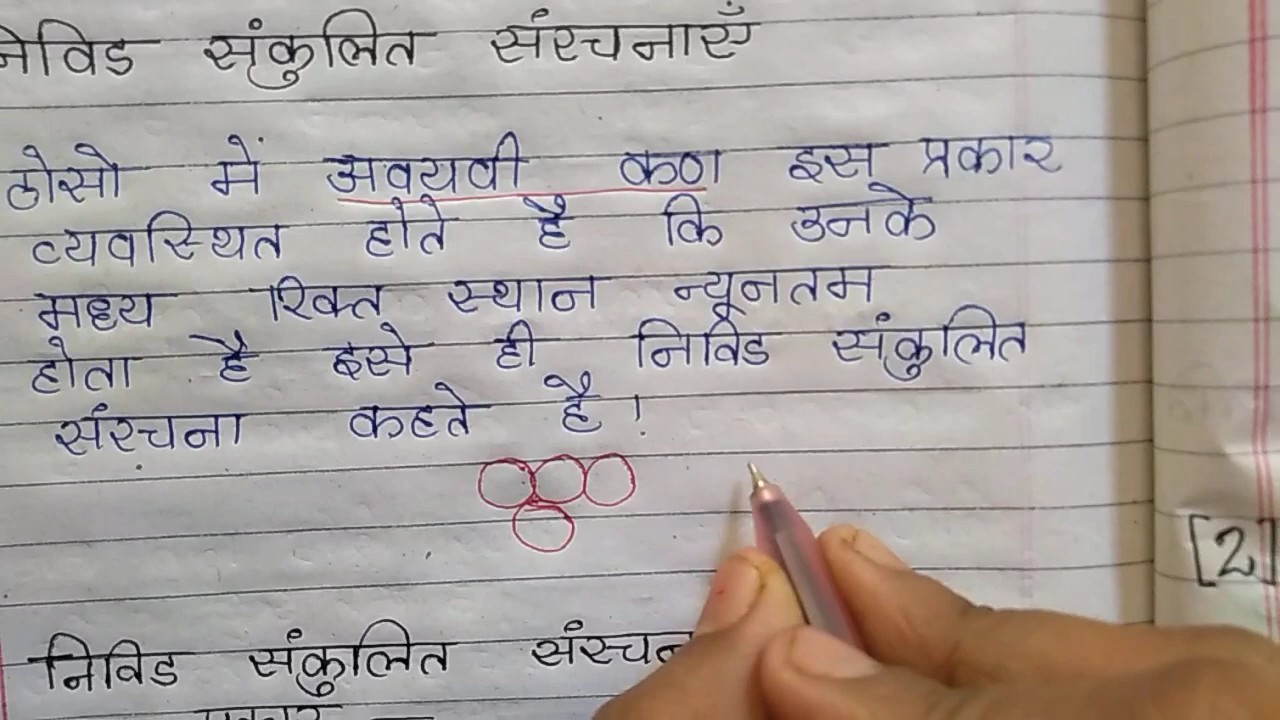 निविड संकुलित संरचनाएँ
ठोसो में अवयवी कण इस प्रकार
व्यवस्थित होते है कि उनके
मध्य रिक्त स्थान न्यूनतम
होता है इसे ही निविड संकुलित
संरचना कहते है।
[2]
निविड संकुलित